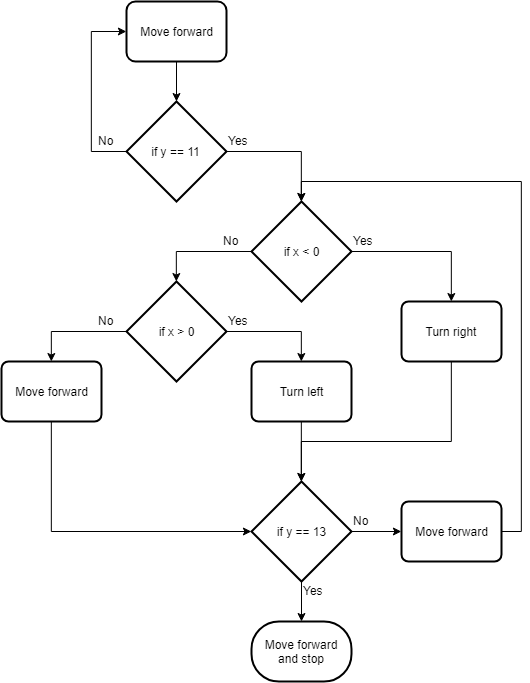 Move forward
No
if y == 11
Yes
No
if x < 0
Yes
No
if x > 0
Yes
Turn right
Move forward
Turn left
if y == 13
No
Move forward
Yes
Move forward
and stop